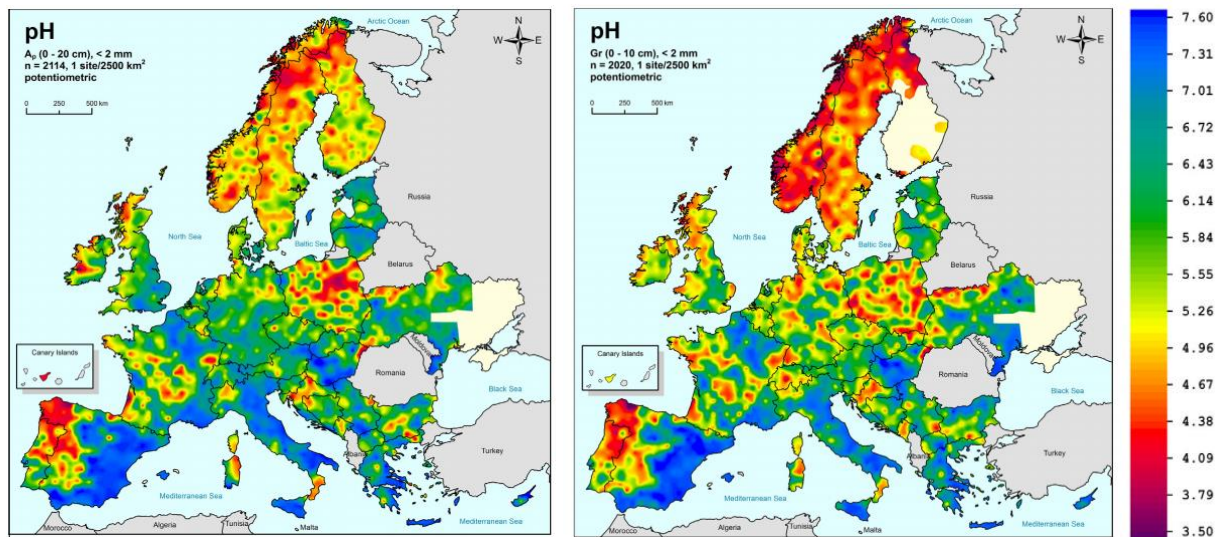 pH
Aₚ (0 - 20 cm), < 2 mm
n = 2114, 1 site/2500 km²
potentiometric
0 250 500 km
Arctic Ocean
N
W E
S
Russia
North Sea
Baltic Sea
Belarus
Canary Islands
Moldova
Romania
Black Sea
Albania
Turkey
Mediterranean Sea
Morocco
Algeria
Tunisia
Malta
Mediterranean Sea
pH
Gr (0 - 10 cm), < 2 mm
n = 2020, 1 site/2500 km²
potentiometric
0 250 500 km
Arctic Ocean
N
W E
S
Russia
North Sea
Baltic Sea
Belarus
Canary Islands
Moldova
Romania
Black Sea
Albania
Turkey
Mediterranean Sea
Morocco
Algeria
Tunisia
Malta
Mediterranean Sea
7.60
7.30
7.01
6.72
6.43
6.13
5.84
5.55
5.26
4.96
4.67
4.38
4.09
3.79
3.50